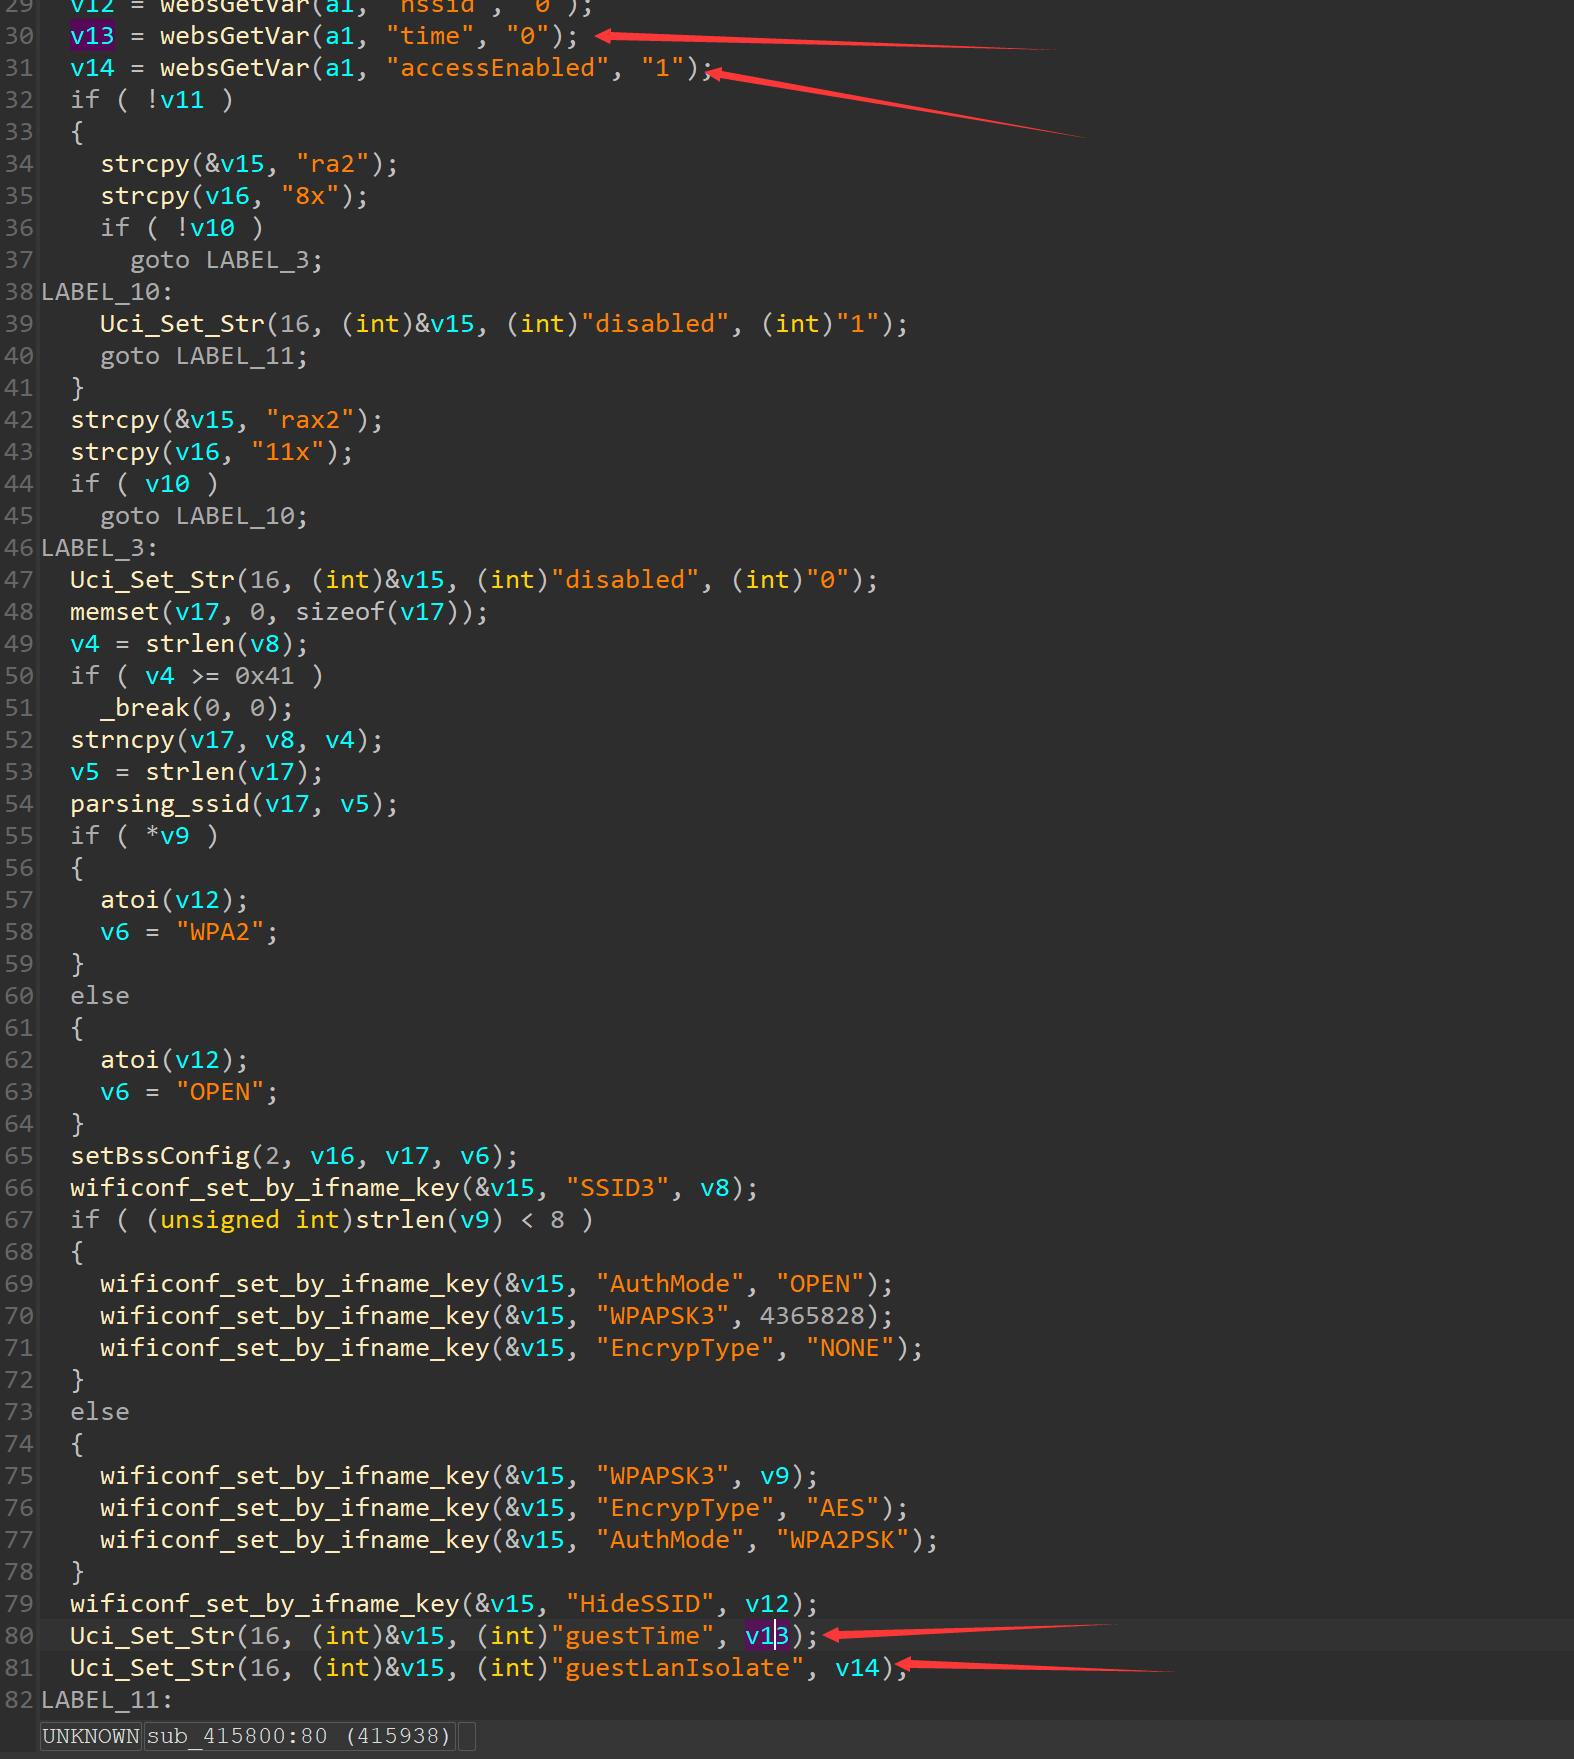 29 v12 = websGetVar(a1, "hssid", "0");
30 v13 = websGetVar(a1, "time", "0");
31 v14 = websGetVar(a1, "accessEnabled", "1");
32 if ( !v11 )
33 {
34 strcpy(&v15, "ra2");
35 strcpy(v16, "8x");
36 if ( !v10 )
37 goto LABEL_3;
38 LABEL_10:
39 Uci_Set_Str(16, (int)&v15, (int)"disabled", (int)"1");
40 goto LABEL_11;
41 }
42 strcpy(&v15, "rax2");
43 strcpy(v16, "11x");
44 if ( v10 )
45 goto LABEL_10;
46 LABEL_3:
47 Uci_Set_Str(16, (int)&v15, (int)"disabled", (int)"0");
48 memset(v17, 0, sizeof(v17));
49 v4 = strlen(v8);
50 if ( v4 >= 0x41 )
51 _break(0, 0);
52 strncpy(v17, v8, v4);
53 v5 = strlen(v17);
54 parsing_ssid(v17, v5);
55 if ( *v9 )
56 {
57 atoi(v12);
58 v6 = "WPA2";
59 }
60 else
61 {
62 atoi(v12);
63 v6 = "OPEN";
64 }
65 setBssConfig(2, v16, v17, v6);
66 wificonf_set_by_ifname_key(&v15, "SSID3", v8);
67 if ( (unsigned int)strlen(v9) < 8 )
68 {
69 wificonf_set_by_ifname_key(&v15, "AuthMode", "OPEN");
70 wificonf_set_by_ifname_key(&v15, "WPAPSK3", 4365828);
71 wificonf_set_by_ifname_key(&v15, "EncrypType", "NONE");
72 }
73 else
74 {
75 wificonf_set_by_ifname_key(&v15, "WPAPSK3", v9);
76 wificonf_set_by_ifname_key(&v15, "EncrypType", "AES");
77 wificonf_set_by_ifname_key(&v15, "AuthMode", "WPA2PSK");
78 }
79 wificonf_set_by_ifname_key(&v15, "HideSSID", v12);
80 Uci_Set_Str(16, (int)&v15, (int)"guestTime", v13);
81 Uci_Set_Str(16, (int)&v15, (int)"guestLanIsolate", v14);
82 LABEL_11:
UNKNOWN sub_415800:80 (415938)